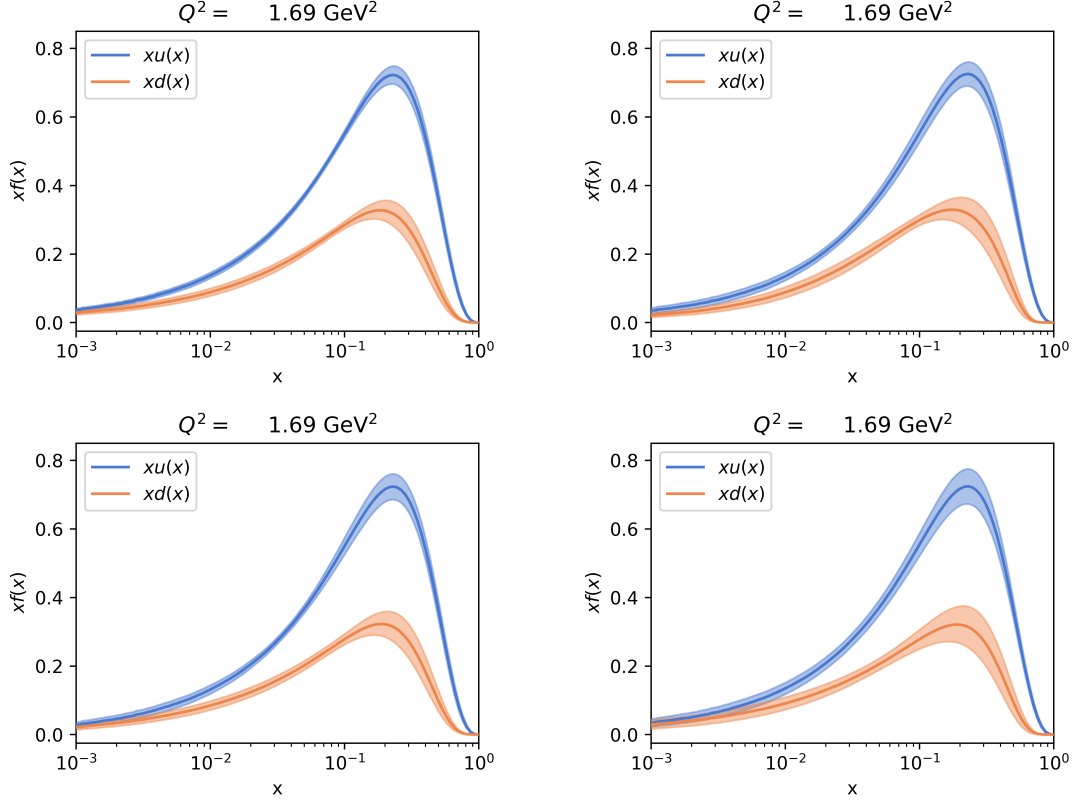 Q² = 1.69 GeV²
xu(x)
xd(x)
xf(x)
0.8
0.6
0.4
0.2
0.0
10⁻³ 10⁻² 10⁻¹ 10⁰
x
Q² = 1.69 GeV²
xu(x)
xd(x)
xf(x)
0.8
0.6
0.4
0.2
0.0
10⁻³ 10⁻² 10⁻¹ 10⁰
x
Q² = 1.69 GeV²
xu(x)
xd(x)
xf(x)
0.8
0.6
0.4
0.2
0.0
10⁻³ 10⁻² 10⁻¹ 10⁰
x
Q² = 1.69 GeV²
xu(x)
xd(x)
xf(x)
0.8
0.6
0.4
0.2
0.0
10⁻³ 10⁻² 10⁻¹ 10⁰
x